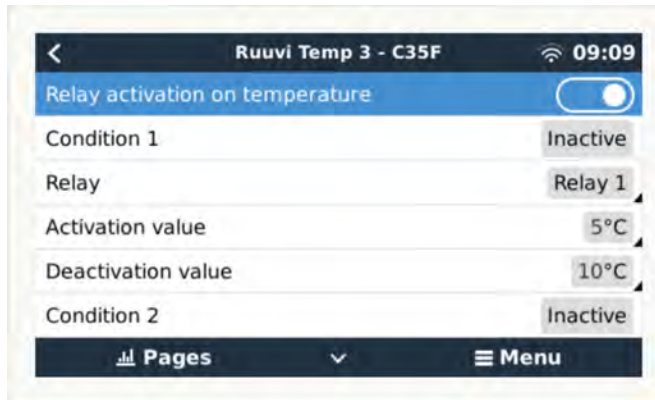 Ruuvi Temp 3 - C35F 09:09
Relay activation on temperature
Condition 1 Inactive
Relay Relay 1
Activation value 5°C
Deactivation value 10°C
Condition 2 Inactive
Pages Menu